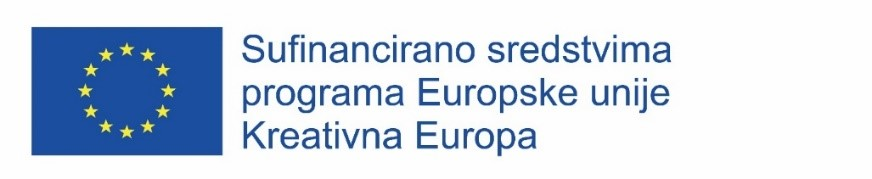 Sufinancirano sredstvima
programa Europske unije
Kreativna Europa